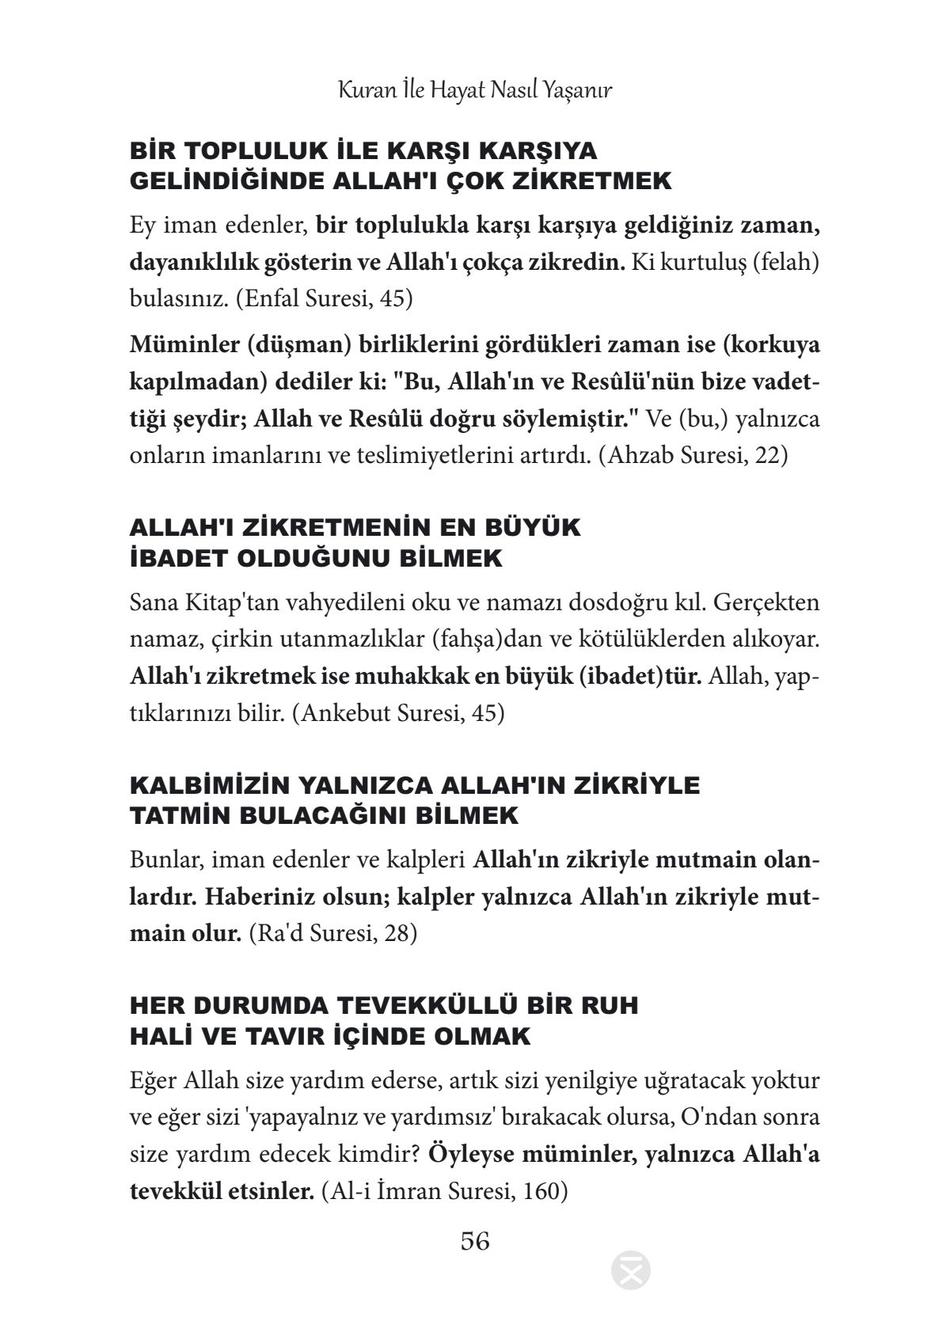 Kuran İle Hayat Nasıl Yaşanır
BİR TOPLULUK İLE KARŞI KARŞIYA
GELİNDİĞİNDE ALLAH'I ÇOK ZİKRETMEK
Ey iman edenler, bir toplulukla karşı karşıya geldiğiniz zaman,
dayanıklılık gösterin ve Allah'ı çokça zikredin. Ki kurtuluş (felah)
bulasınız. (Enfal Suresi, 45)
Müminler (düşman) birliklerini gördükleri zaman ise (korkuya
kapılmadan) dediler ki: "Bu, Allah'ın ve Resûlü'nün bize vadet-
tiği şeydir; Allah ve Resûlü doğru söylemiştir." Ve (bu,) yalnızca
onların imanlarını ve teslimiyetlerini artırdı. (Ahzab Suresi, 22)
ALLAH'I ZİKRETMENİN EN BÜYÜK
İBADET OLDUĞUNU BİLMEK
Sana Kitap'tan vahyedileni oku ve namazı dosdoğru kıl. Gerçekten
namaz, çirkin utanmazlıklar (fahşa)dan ve kötülüklerden alıkoyar.
Allah'ı zikretmek ise muhakkak en büyük (ibadet)tür. Allah, yap-
tıklarınızı bilir. (Ankebut Suresi, 45)
KALBİMİZİN YALNIZCA ALLAH'IN ZİKRİYLE
TATMİN BULACAĞINI BİLMEK
Bunlar, iman edenler ve kalpleri Allah'ın zikriyle mutmain olan-
lardır. Haberiniz olsun; kalpler yalnızca Allah'ın zikriyle mut-
main olur. (Ra'd Suresi, 28)
HER DURUMDA TEVEKKÜLLÜ BİR RUH
HALİ VE TAVIR İÇİNDE OLMAK
Eğer Allah size yardım ederse, artık sizi yenilgiye uğratacak yoktur
ve eğer sizi 'yapayalnız ve yardımsız' bırakacak olursa, O'ndan sonra
size yardım edecek kimdir? Öyleyse müminler, yalnızca Allah'a
tevekkül etsinler. (Al-i İmran Suresi, 160)
56